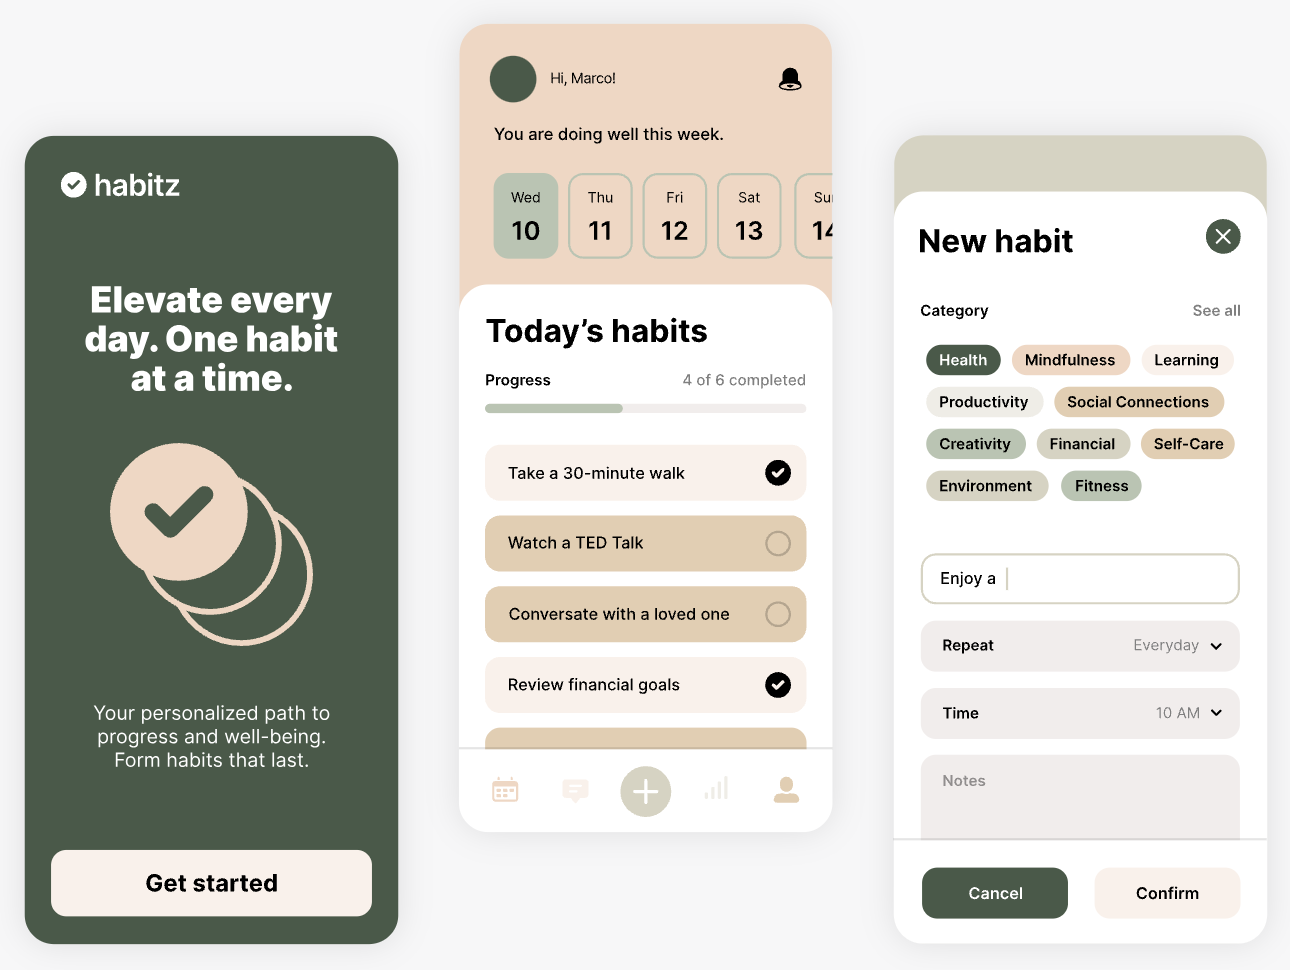 habitz
Elevate every
day. One habit
at a time.
Your personalized path to
progress and well-being.
Form habits that last.
Get started
Hi, Marco!
You are doing well this week.
Wed Thu Fri Sat Su
10 11 12 13 14
Today's habits
Progress 4 of 6 completed
Take a 30-minute walk
Watch a TED Talk
Conversate with a loved one
Review financial goals
New habit
Category See all
Health Mindfulness Learning
Productivity Social Connections
Creativity Financial Self-Care
Environment Fitness
Enjoy a
Repeat Everyday
Time 10 AM
Notes
Cancel Confirm